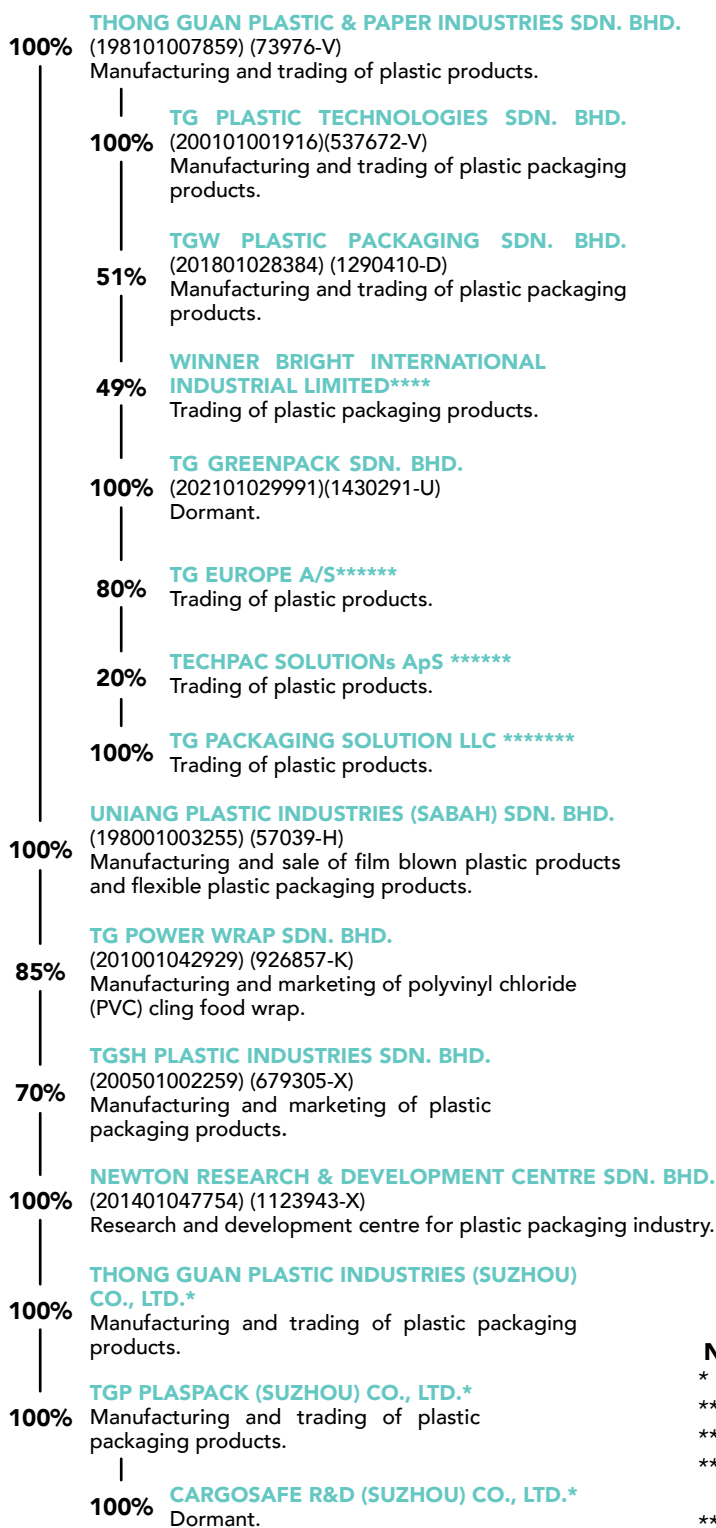 THONG GUAN PLASTIC & PAPER INDUSTRIES SDN. BHD.
100% (198101007859) (73976-V)
Manufacturing and trading of plastic products.
TG PLASTIC TECHNOLOGIES SDN. BHD.
100% (200101001916)(537672-V)
Manufacturing and trading of plastic packaging
products.
TGW PLASTIC PACKAGING SDN. BHD.
(201801028384) (1290410-D)
51% Manufacturing and trading of plastic packaging
products.
WINNER BRIGHT INTERNATIONAL
49% INDUSTRIAL LIMITED****
Trading of plastic packaging products.
TG GREENPACK SDN. BHD.
100% (202101029991)(1430291-U)
Dormant.
TG EUROPE A/S******
80% Trading of plastic products.
TECHPAC SOLUTIONs ApS ******
20% Trading of plastic products.
TG PACKAGING SOLUTION LLC *******
100% Trading of plastic products.
UNIANG PLASTIC INDUSTRIES (SABAH) SDN. BHD.
(198001003255) (57039-H)
100% Manufacturing and sale of film blown plastic products
and flexible plastic packaging products.
TG POWER WRAP SDN. BHD.
(201001042929) (926857-K)
85% Manufacturing and marketing of polyvinyl chloride
(PVC) cling food wrap.
TGSH PLASTIC INDUSTRIES SDN. BHD.
(200501002259) (679305-X)
70% Manufacturing and marketing of plastic
packaging products.
NEWTON RESEARCH & DEVELOPMENT CENTRE SDN. BHD.
100% (201401047754) (1123943-X)
Research and development centre for plastic packaging industry.
THONG GUAN PLASTIC INDUSTRIES (SUZHOU)
CO., LTD.*
100% Manufacturing and trading of plastic packaging
products.
TGP PLASPACK (SUZHOU) CO., LTD.*
100% Manufacturing and trading of plastic
packaging products.
CARGOSAFE R&D (SUZHOU) CO., LTD.*
100% Dormant.
*
**
**
**
**